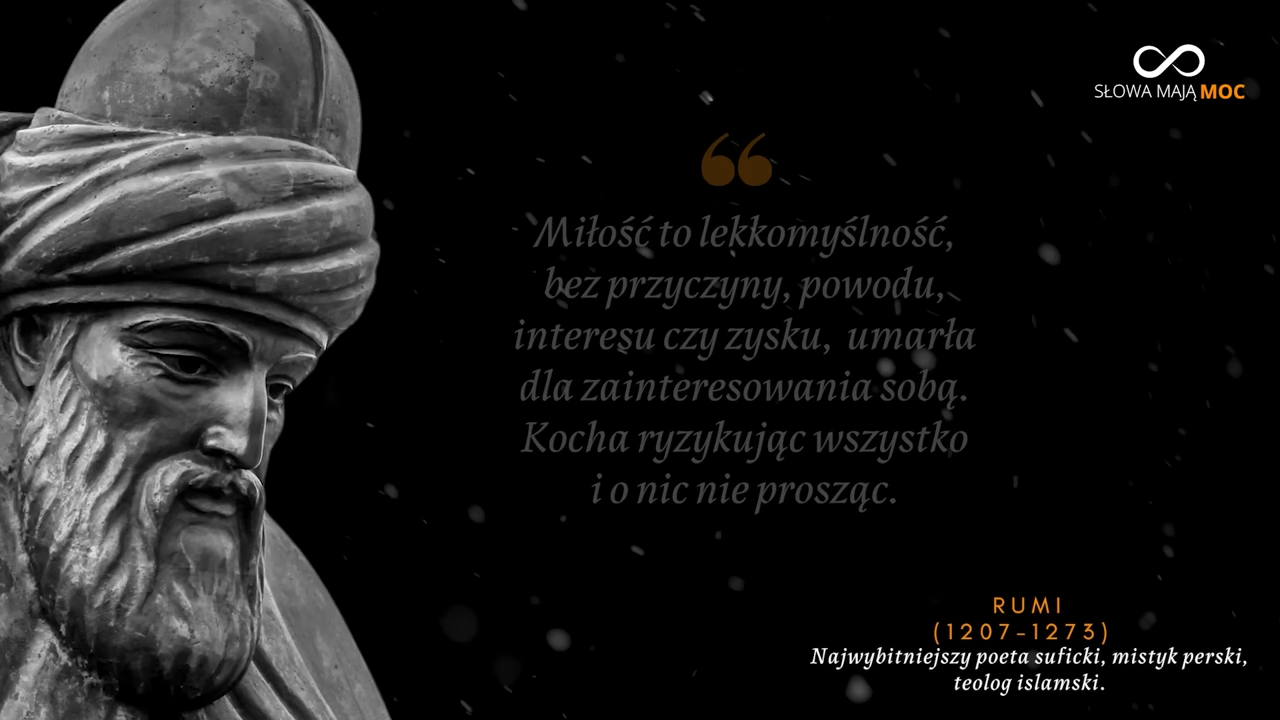 SŁOWA MAJĄ MOC
Miłość to lekkomyślność,
bez przyczyny, powodu,
interesu czy zysku, umarła
dla zainteresowania sobą.
Kocha ryzykując wszystko
i o nic nie prosząc.
RUMI
(1207-1273)
Najwybitniejszy poeta suficki, mistyk perski,
teolog islamski.